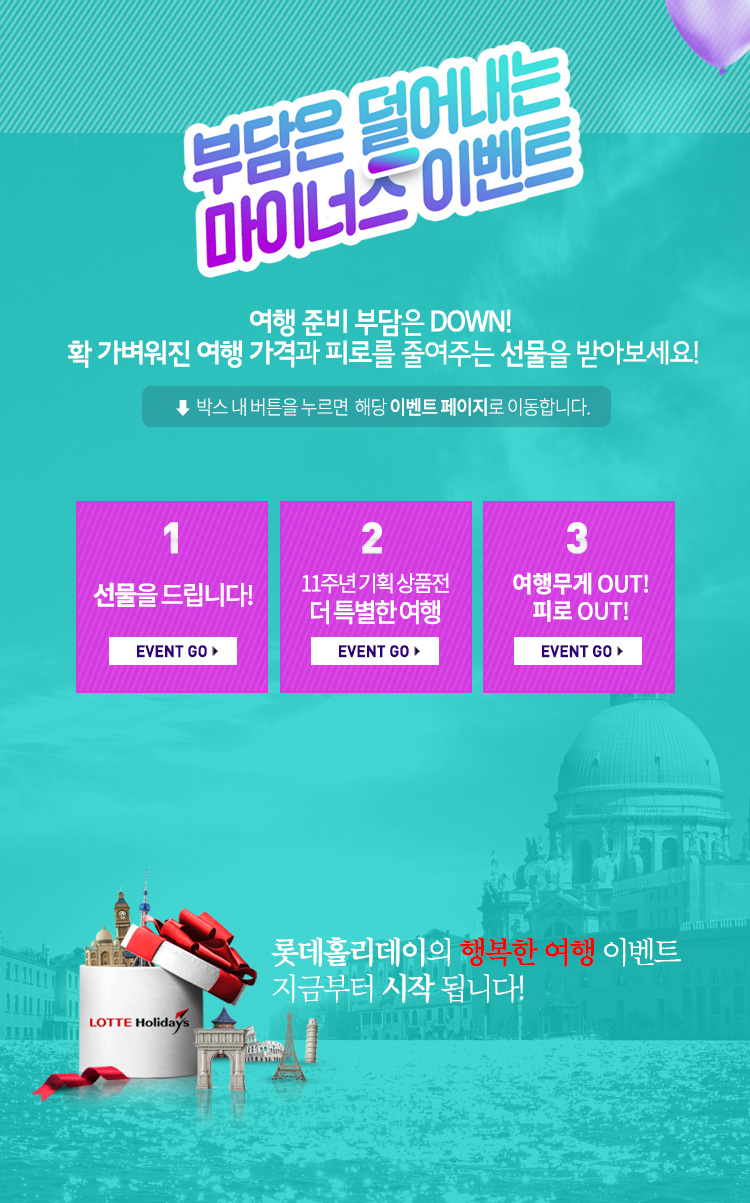 부담은 덜어내는
마이너스 이벤트
여행 준비 부담은 DOWN!
확 가벼워진 여행 가격과 피로를 줄여주는 선물을 받아보세요!
박스 내 버튼을 누르면 해당 이벤트 페이지로 이동합니다.
1
선물을 드립니다!
EVENT GO
2
11주년 기획 상품전
더 특별한 여행
EVENT GO
3
여행무게 OUT!
피로 OUT!
EVENT GO
롯데홀리데이의 행복한 여행 이벤트
지금부터 시작 됩니다!
LOTTE Holidays